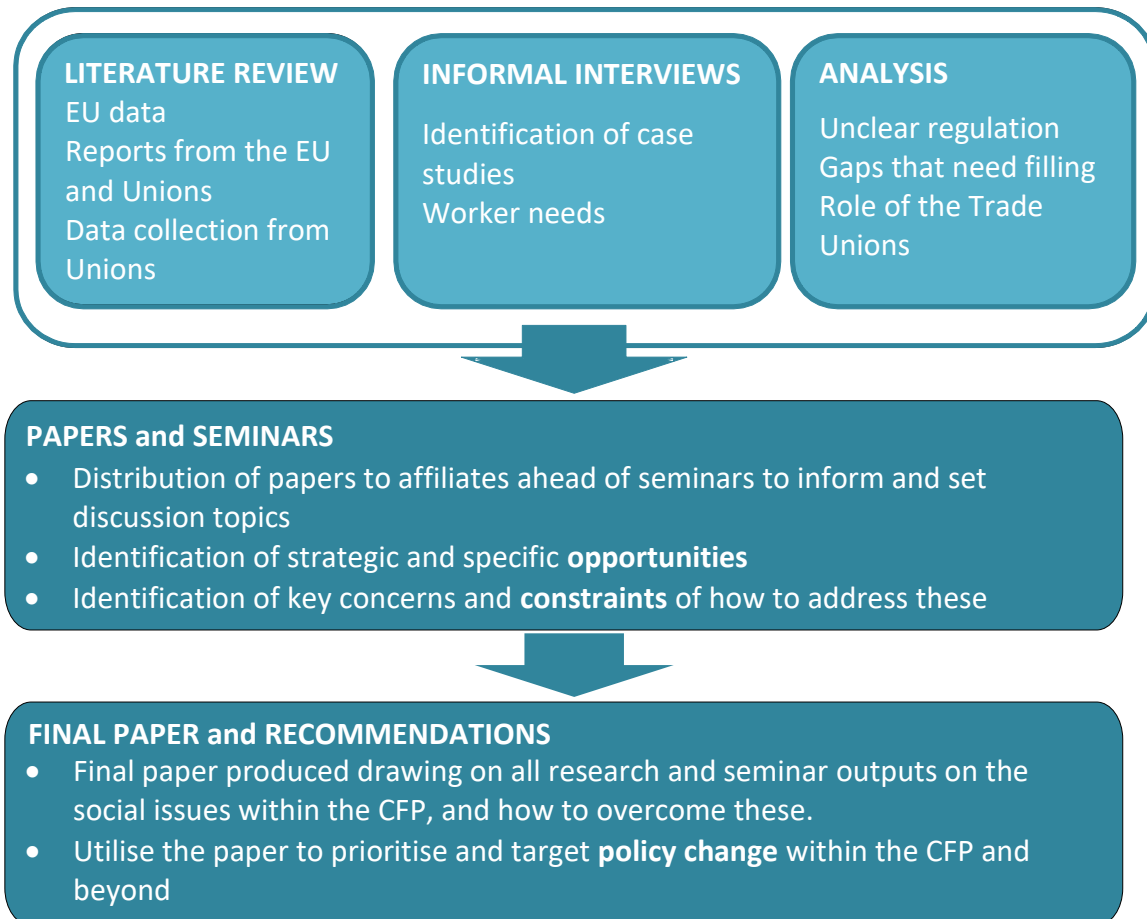 LITERATURE REVIEW
EU data
Reports from the EU
and Unions
Data collection from
Unions
INFORMAL INTERVIEWS
Identification of case
studies
Worker needs
ANALYSIS
Unclear regulation
Gaps that need filling
Role of the Trade
Unions
PAPERS and SEMINARS
• Distribution of papers to affiliates ahead of seminars to inform and set
discussion topics
• Identification of strategic and specific opportunities
• Identification of key concerns and constraints of how to address these
FINAL PAPER and RECOMMENDATIONS
• Final paper produced drawing on all research and seminar outputs on the
social issues within the CFP, and how to overcome these.
• Utilise the paper to prioritise and target policy change within the CFP and
beyond